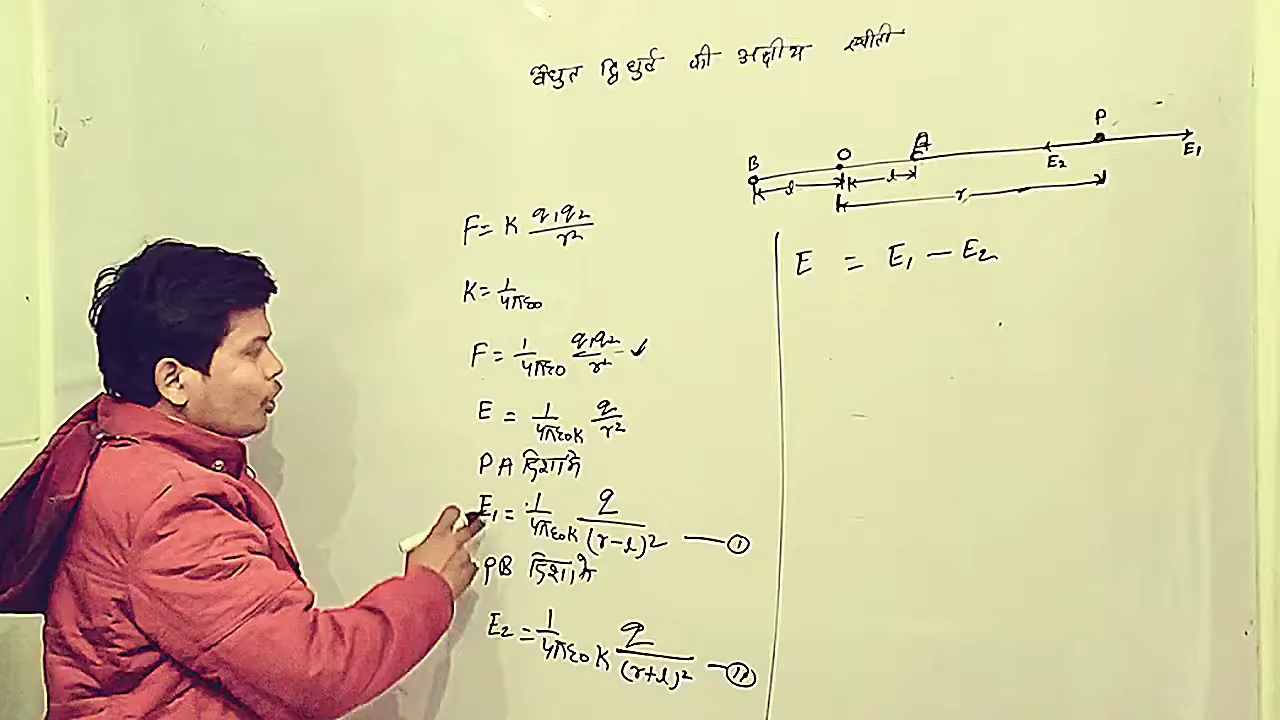 वैधुत द्विधुर्व की अक्षीय स्थीती
P
B O A E₂ E₁
l l
r
F = K q₁q₂/r²
K = 1/4πε0
F = 1/4πε0 q₁q₂/r² ✓
E = 1/4πε0K q/r²
PA दिशा में
E₁ = 1/4πε0K q/(r-l)² — ①
PB दिशा में
E₂ = 1/4πε0K q/(r+l)² — ⑪
E = E₁ - E₂